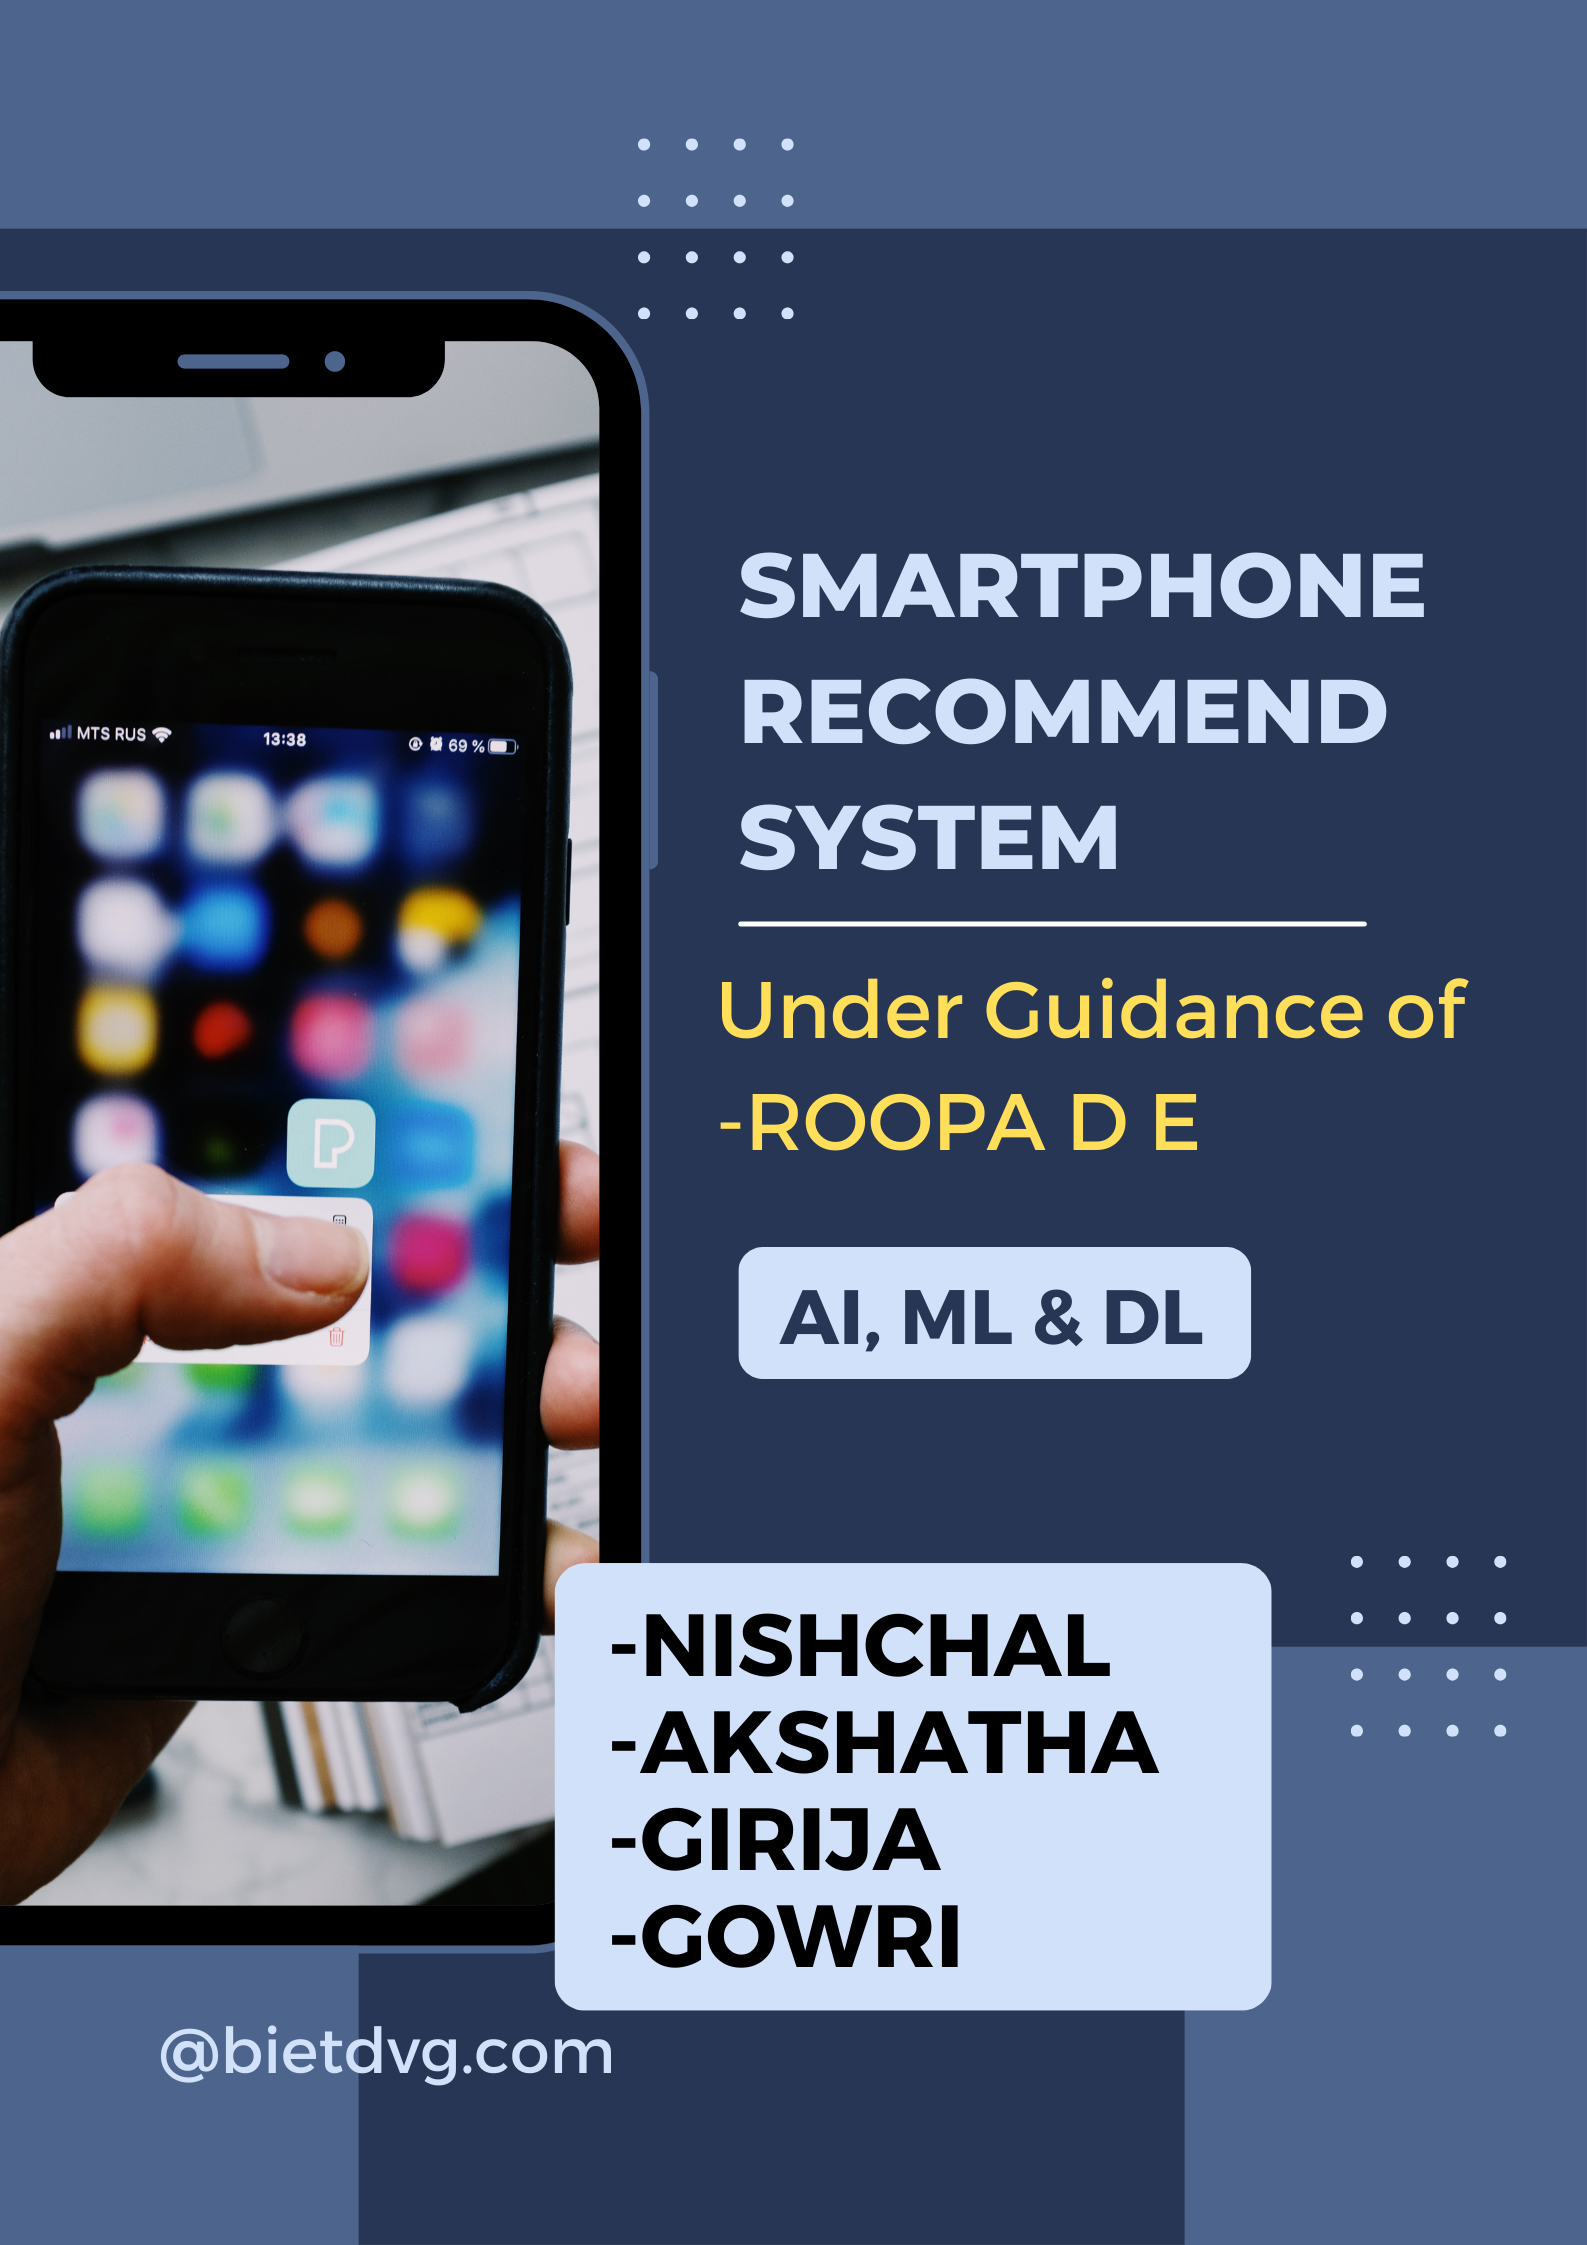 MTS RUS
13:38
69 %
SMARTPHONE
RECOMMEND
SYSTEM
Under Guidance of
-ROOPA D E
AI, ML & DL
-NISHCHAL
-AKSHATHA
-GIRIJA
-GOWRI
@bietdvg.com